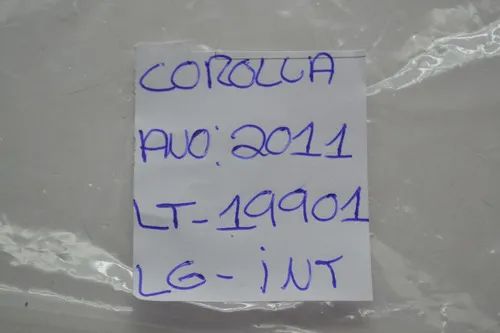 COROLLA
ANO: 2011
LT-19901
LG-iNT